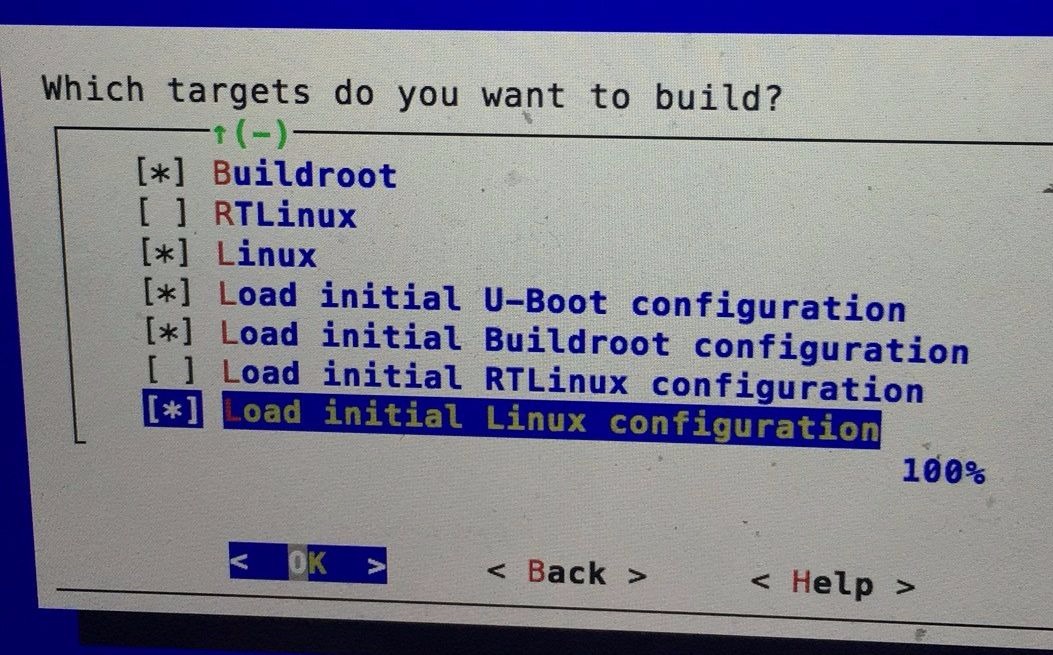 Which targets do you want to build?
↑(-)
[*] Buildroot
[ ] RTLinux
[*] Linux
[*] Load initial U-Boot configuration
[*] Load initial Buildroot configuration
[ ] Load initial RTLinux configuration
[*] Load initial Linux configuration
100%
< OK > < Back > < Help >